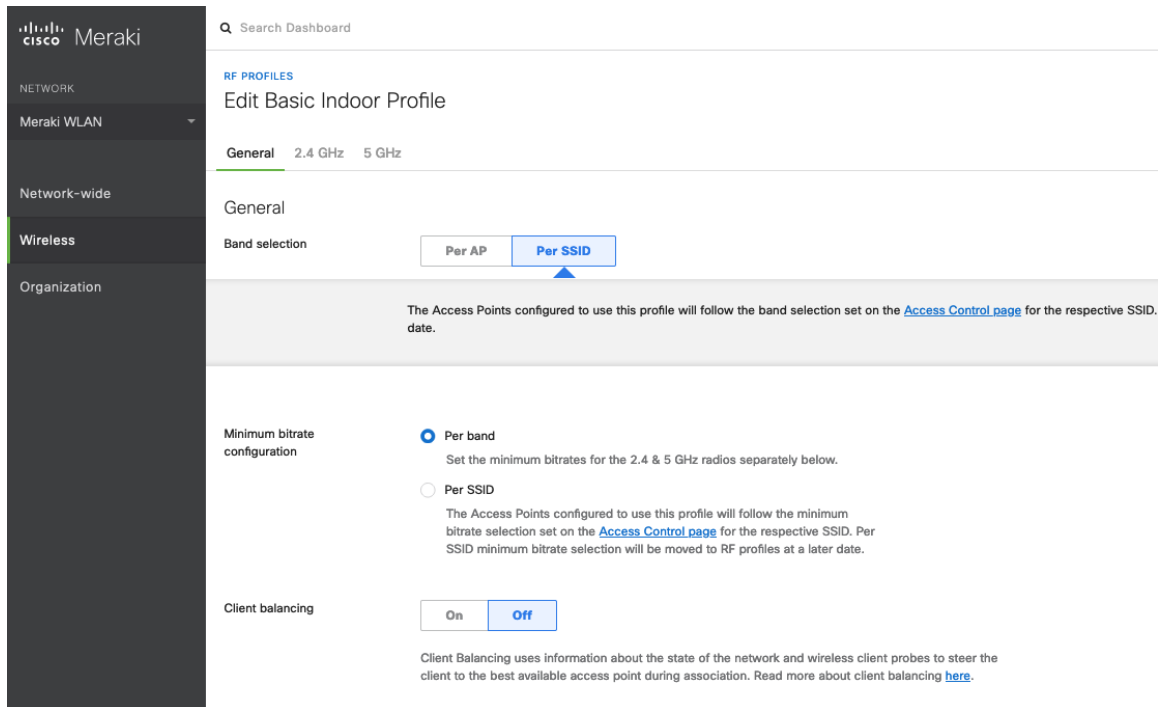 cisco Meraki
Search Dashboard
NETWORK
Meraki WLAN
Network-wide
Wireless
Organization
RF PROFILES
Edit Basic Indoor Profile
General 2.4 GHz 5 GHz
General
Band selection
Per AP Per SSID
The Access Points configured to use this profile will follow the band selection set on the Access Control page for the respective SSID.
date.
Minimum bitrate
configuration
Per band
Set the minimum bitrates for the 2.4 & 5 GHz radios separately below.
Per SSID
The Access Points configured to use this profile will follow the minimum
bitrate selection set on the Access Control page for the respective SSID. Per
SSID minimum bitrate selection will be moved to RF profiles at a later date.
Client balancing
On Off
Client Balancing uses information about the state of the network and wireless client probes to steer the
client to the best available access point during association. Read more about client balancing here.